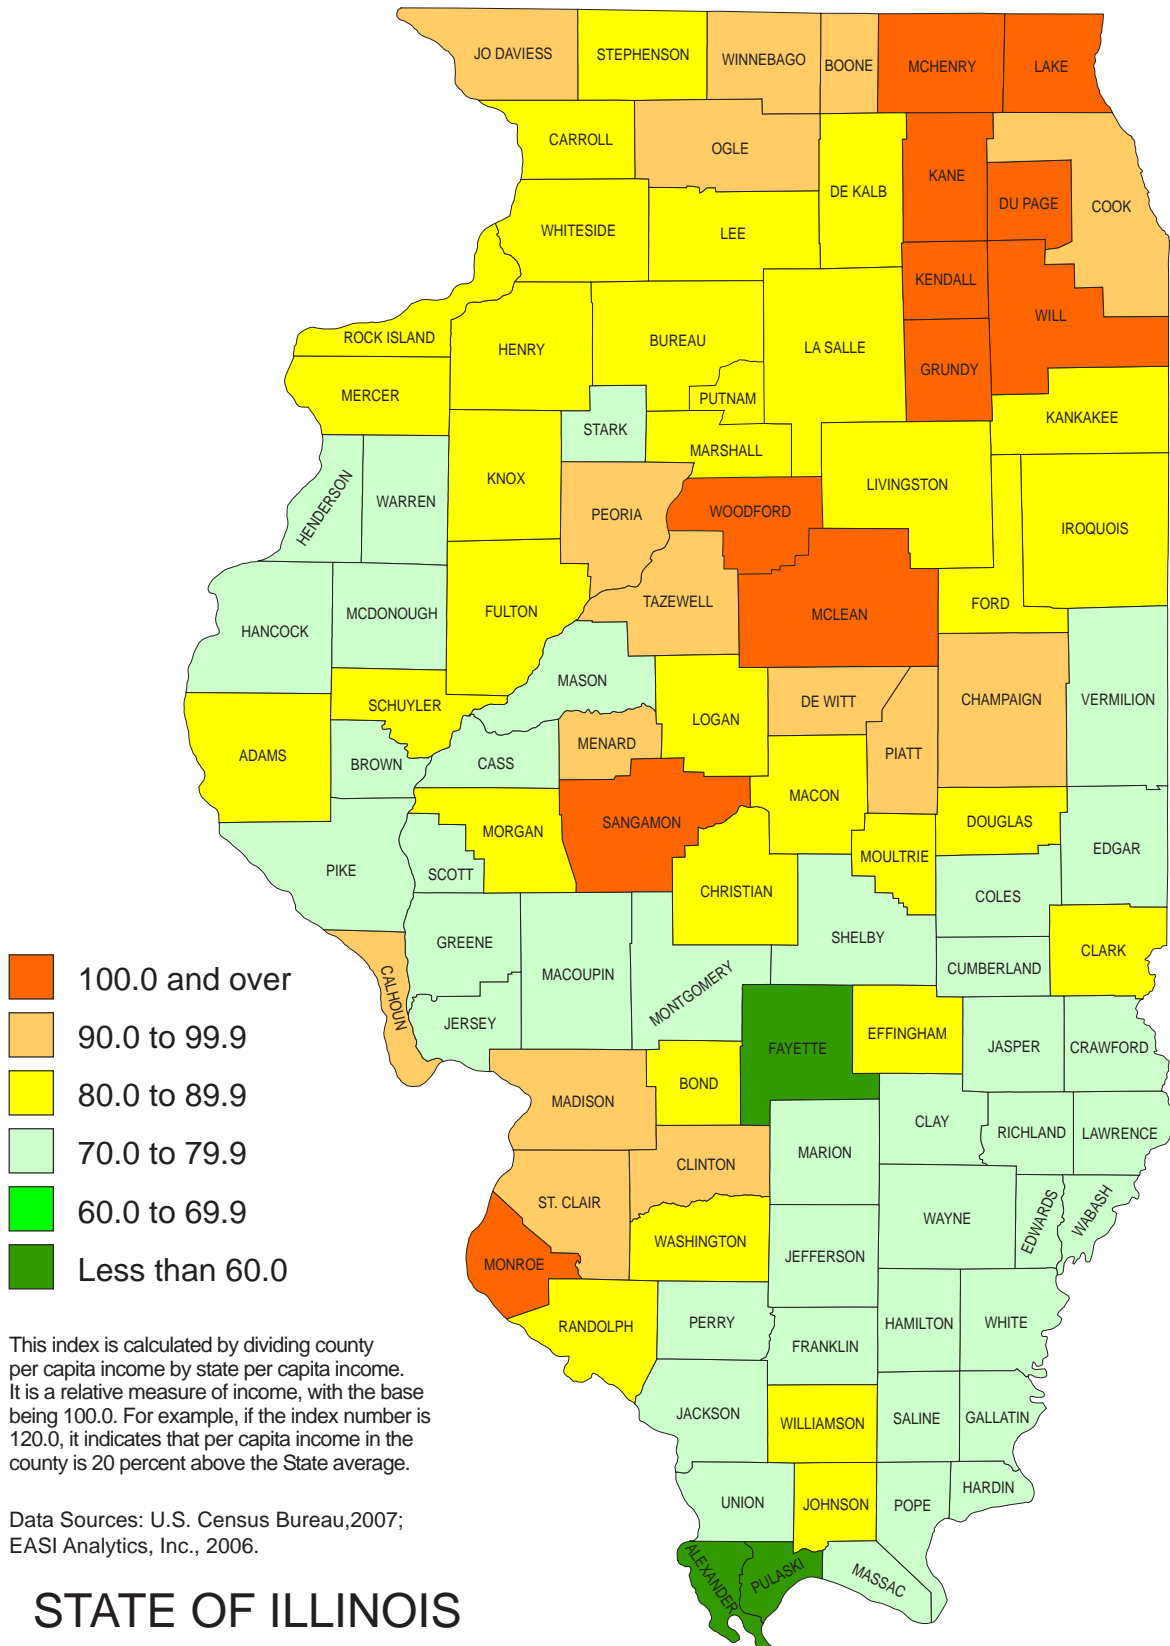 JO DAVIESS
STEPHENSON
WINNEBAGO
BOONE
MCHENRY
LAKE
CARROLL
OGLE
DE KALB
KANE
DU PAGE
COOK
WHITESIDE
LEE
KENDALL
WILL
ROCK ISLAND
HENRY
BUREAU
LA SALLE
GRUNDY
MERCER
PUTNAM
KANKAKEE
STARK
MARSHALL
HENDERSON
WARREN
KNOX
PEORIA
WOODFORD
LIVINGSTON
IROQUOIS
HANCOCK
MCDONOUGH
FULTON
TAZEWELL
MCLEAN
FORD
SCHUYLER
MASON
LOGAN
DE WITT
CHAMPAIGN
VERMILION
ADAMS
BROWN
CASS
MENARD
PIATT
MACON
PIKE
SCOTT
MORGAN
SANGAMON
CHRISTIAN
MOULTRIE
DOUGLAS
EDGAR
COLES
GREENE
MACOUPIN
MONTGOMERY
SHELBY
CUMBERLAND
CLARK
CALHOUN
JERSEY
FAYETTE
EFFINGHAM
JASPER
CRAWFORD
MADISON
BOND
CLAY
RICHLAND
LAWRENCE
MARION
CLINTON
ST. CLAIR
WAYNE
EDWARDS
WABASH
MONROE
WASHINGTON
JEFFERSON
RANDOLPH
PERRY
FRANKLIN
HAMILTON
WHITE
JACKSON
WILLIAMSON
SALINE
GALLATIN
UNION
JOHNSON
POPE
HARDIN
ALEXANDER
PULASKI
MASSAC
100.0 and over
90.0 to 99.9
80.0 to 89.9
70.0 to 79.9
60.0 to 69.9
Less than 60.0
This index is calculated by dividing county
per capita income by state per capita income.
It is a relative measure of income, with the base
being 100.0. For example, if the index number is
120.0, it indicates that per capita income in the
county is 20 percent above the State average.
Data Sources: U.S. Census Bureau,2007;
EASI Analytics, Inc., 2006.
STATE OF ILLINOIS